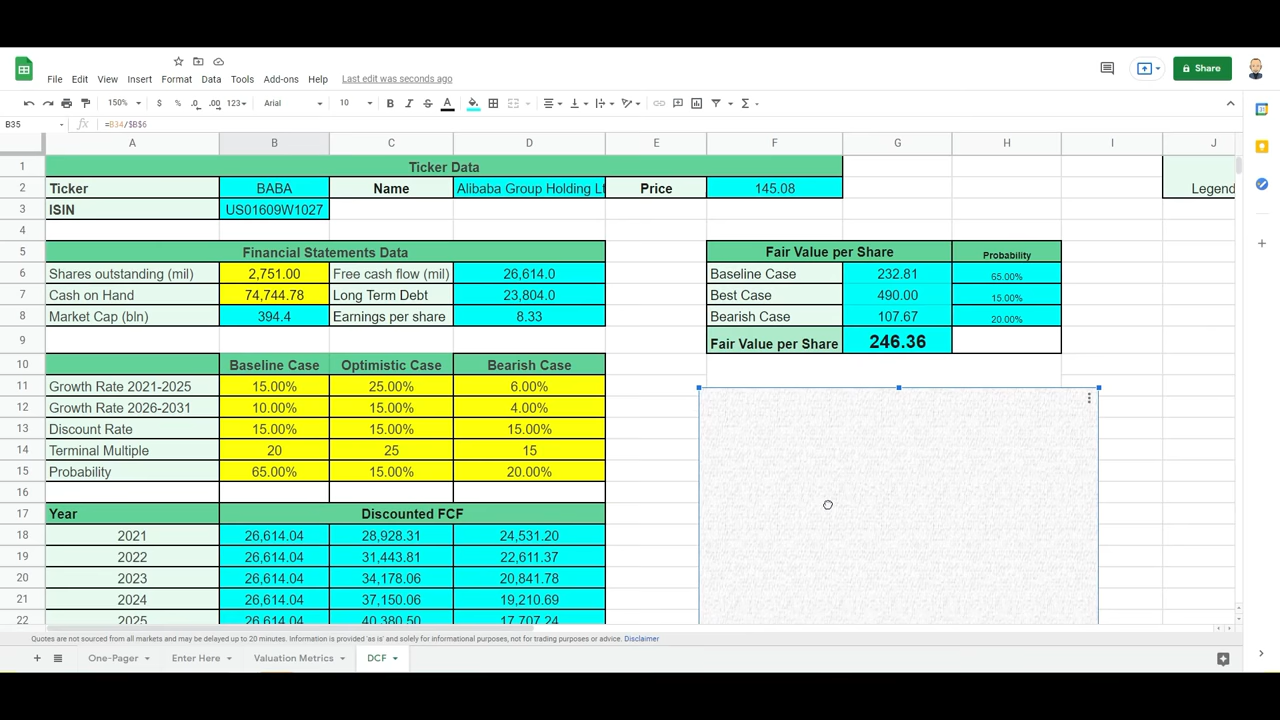 File Edit View Insert Format Data Tools Add-ons Help Last edit was seconds ago
Share
150% $ % .0 .00 123 Arial 10 B I S A
B35 fx =B34/$B$6
A B C D E F G H I J
1 Ticker Data
2 Ticker BABA Name Alibaba Group Holding Lt Price 145.08 Legend
3 ISIN US01609W1027
4
5 Financial Statements Data Fair Value per Share Probability
6 Shares outstanding (mil) 2,751.00 Free cash flow (mil) 26,614.0 Baseline Case 232.81 65.00%
7 Cash on Hand 74,744.78 Long Term Debt 23,804.0 Best Case 490.00 15.00%
8 Market Cap (bln) 394.4 Earnings per share 8.33 Bearish Case 107.67 20.00%
9 Fair Value per Share 246.36
10 Baseline Case Optimistic Case Bearish Case
11 Growth Rate 2021-2025 15.00% 25.00% 6.00%
12 Growth Rate 2026-2031 10.00% 15.00% 4.00%
13 Discount Rate 15.00% 15.00% 15.00%
14 Terminal Multiple 20 25 15
15 Probability 65.00% 15.00% 20.00%
16
17 Year Discounted FCF
18 2021 26,614.04 28,928.31 24,531.20
19 2022 26,614.04 31,443.81 22,611.37
20 2023 26,614.04 34,178.06 20,841.78
21 2024 26,614.04 37,150.06 19,210.69
22 2025 26,614.04 40,380.50 17,707.24
Quotes are not sourced from all markets and may be delayed up to 20 minutes. Information is provided 'as is' and solely for informational purposes, not for trading purposes or advice. Disclaimer
One-Pager Enter Here Valuation Metrics DCF